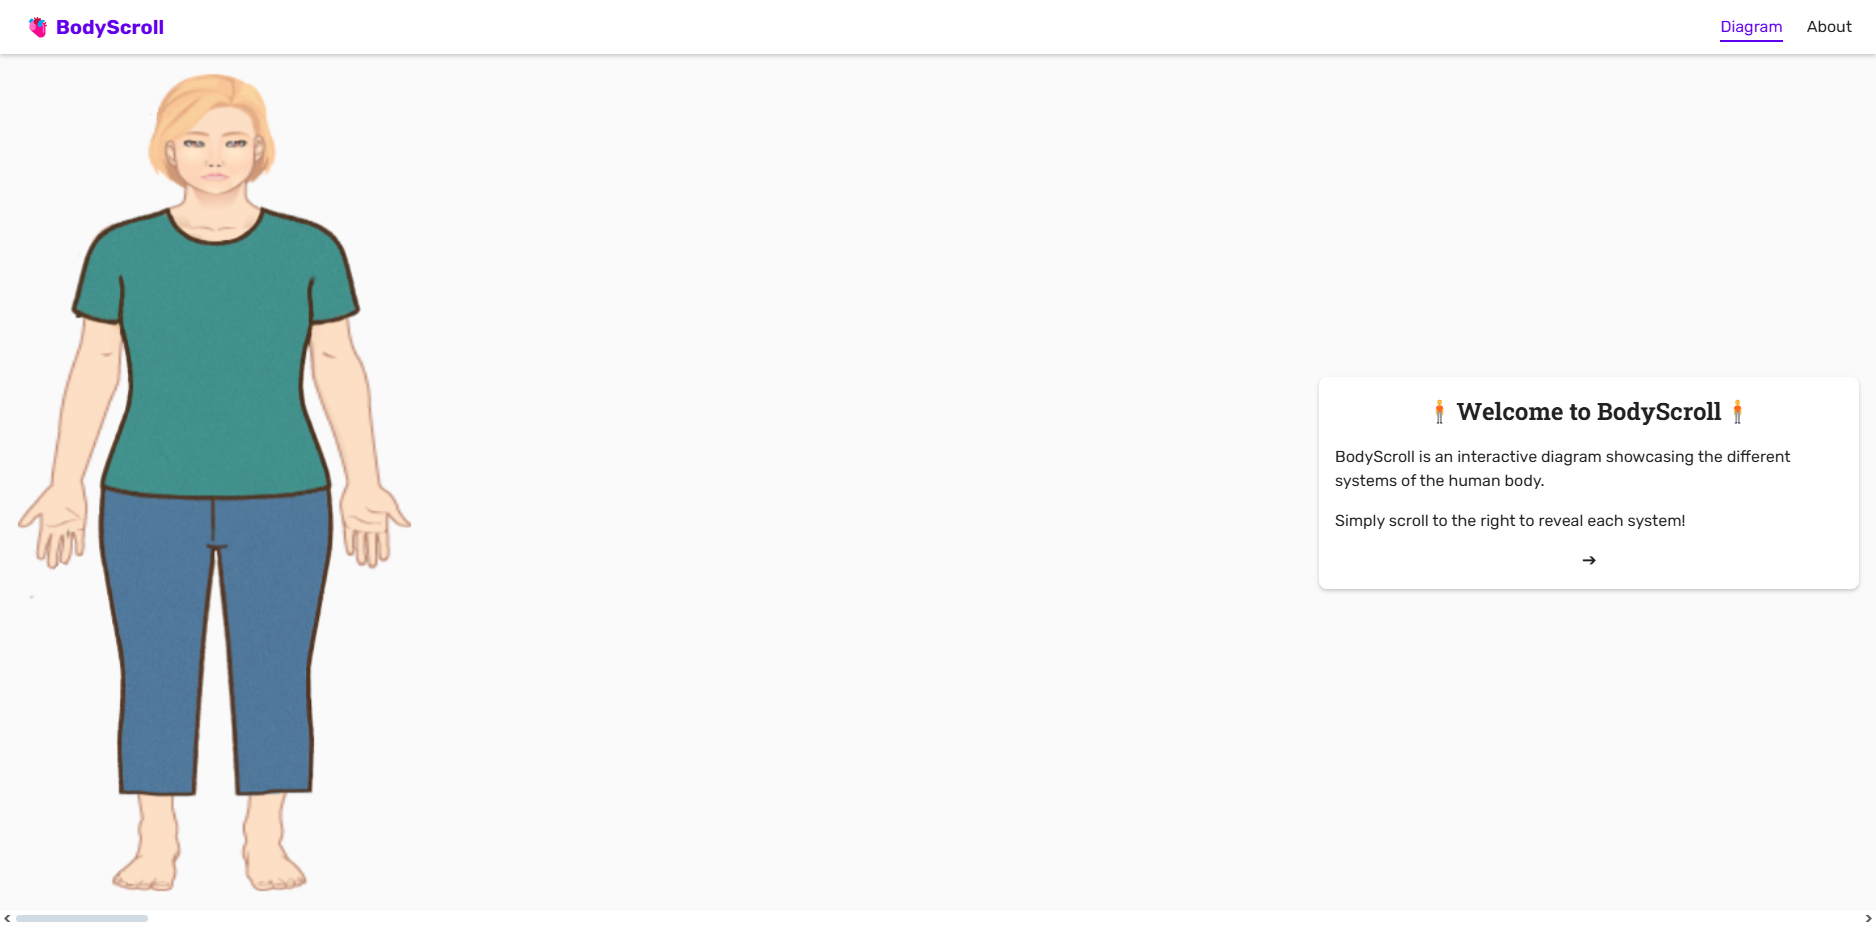 BodyScroll
Diagram
About
Welcome to BodyScroll
BodyScroll is an interactive diagram showcasing the different
systems of the human body.
Simply scroll to the right to reveal each system!
➔